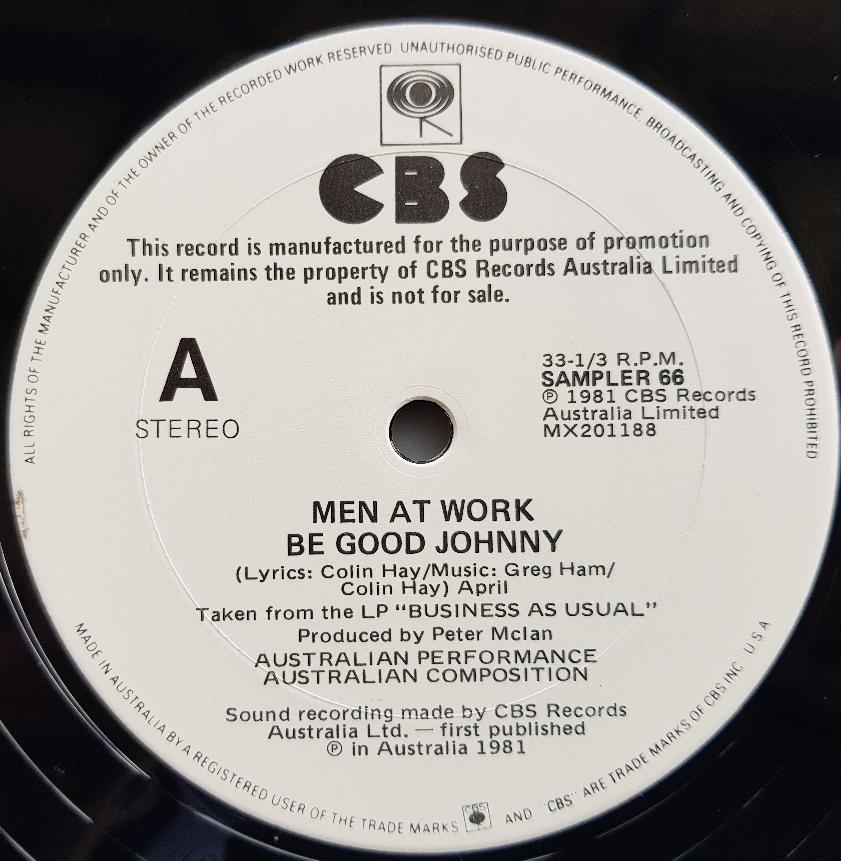 ALL RIGHTS OF THE MANUFACTURER AND OF THE OWNER OF THE RECORDED WORK RESERVED UNAUTHORISED PUBLIC PERFORMANCE, BROADCASTING AND COPYING OF THIS RECORD PROHIBITED
CBS
This record is manufactured for the purpose of promotion
only. It remains the property of CBS Records Australia Limited
and is not for sale.
A
STEREO
33-1/3 R.P.M.
SAMPLER 66
℗ 1981 CBS Records
Australia Limited
MX201188
MEN AT WORK
BE GOOD JOHNNY
(Lyrics: Colin Hay/Music: Greg Ham/
Colin Hay) April
Taken from the LP “BUSINESS AS USUAL”
Produced by Peter McIan
AUSTRALIAN PERFORMANCE
AUSTRALIAN COMPOSITION
Sound recording made by CBS Records
Australia Ltd. — first published
℗ in Australia 1981
MADE IN AUSTRALIA BY A REGISTERED USER OF THE TRADE MARKS CBS AND "CBS" ARE TRADE MARKS OF CBS INC. U S A